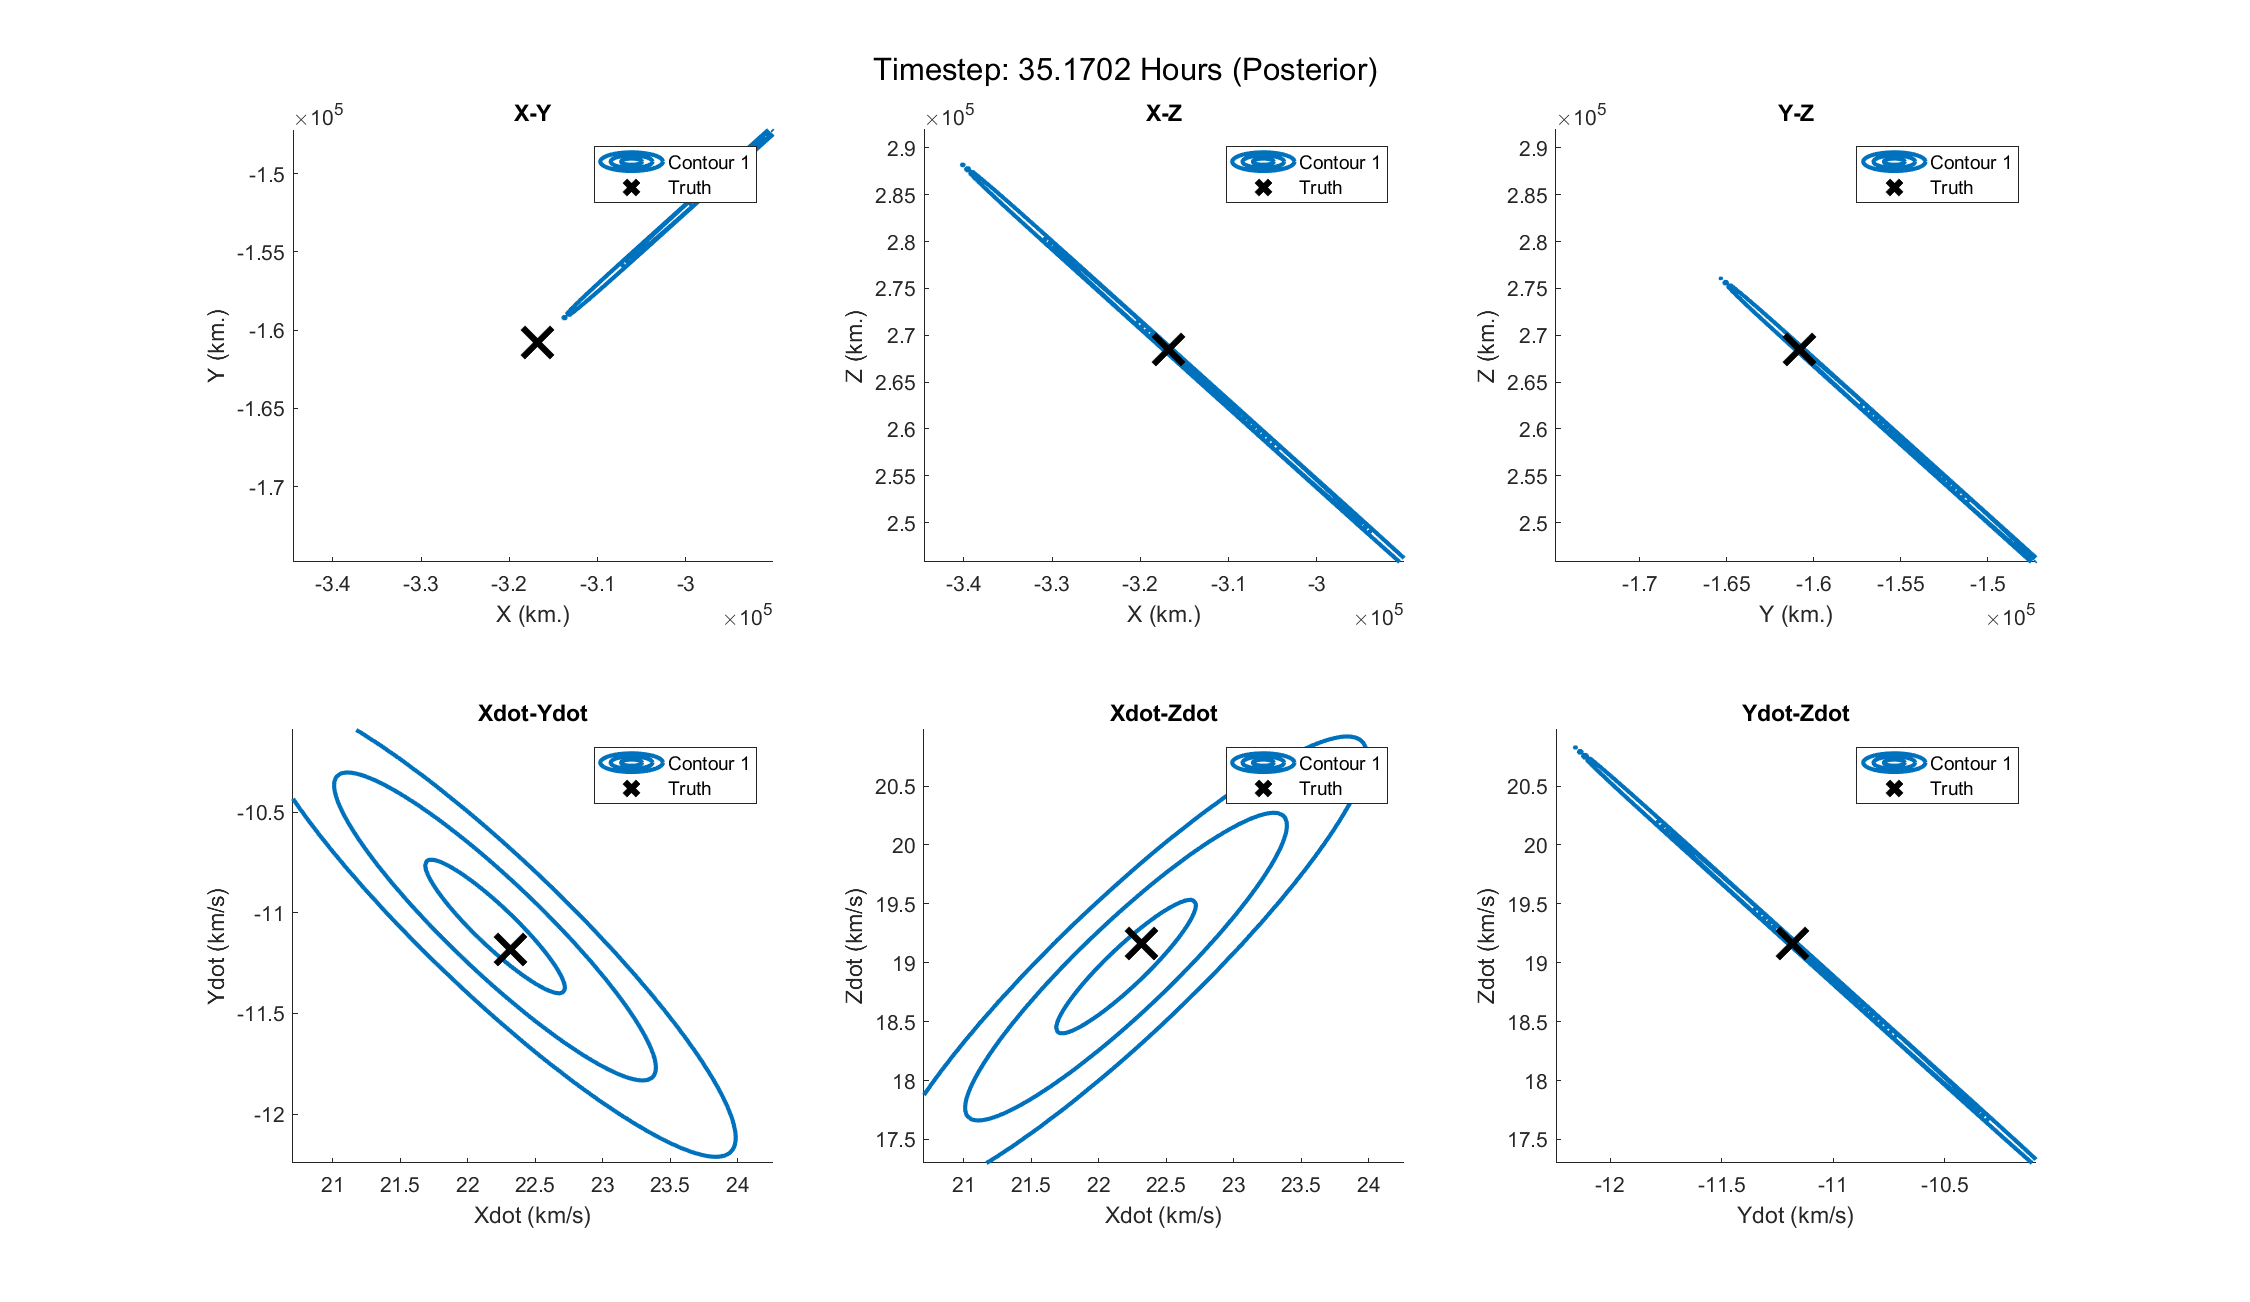 Timestep: 35.1702 Hours (Posterior)
X-Y
×10^5
Contour 1
Truth
-1.5
-1.55
-1.6
-1.65
-1.7
Y (km.)
-3.4 -3.3 -3.2 -3.1 -3
X (km.)
×10^5
X-Z
×10^5
Contour 1
Truth
2.9
2.85
2.8
2.75
2.7
2.65
2.6
2.55
2.5
Z (km.)
-3.4 -3.3 -3.2 -3.1 -3
X (km.)
×10^5
Y-Z
×10^5
Contour 1
Truth
2.9
2.85
2.8
2.75
2.7
2.65
2.6
2.55
2.5
Z (km.)
-1.7 -1.65 -1.6 -1.55 -1.5
Y (km.)
×10^5
Xdot-Ydot
Contour 1
Truth
-10.5
-11
-11.5
-12
Ydot (km/s)
21 21.5 22 22.5 23 23.5 24
Xdot (km/s)
Xdot-Zdot
Contour 1
Truth
20.5
20
19.5
19
18.5
18
17.5
Zdot (km/s)
21 21.5 22 22.5 23 23.5 24
Xdot (km/s)
Ydot-Zdot
Contour 1
Truth
20.5
20
19.5
19
18.5
18
17.5
Zdot (km/s)
-12 -11.5 -11 -10.5
Ydot (km/s)